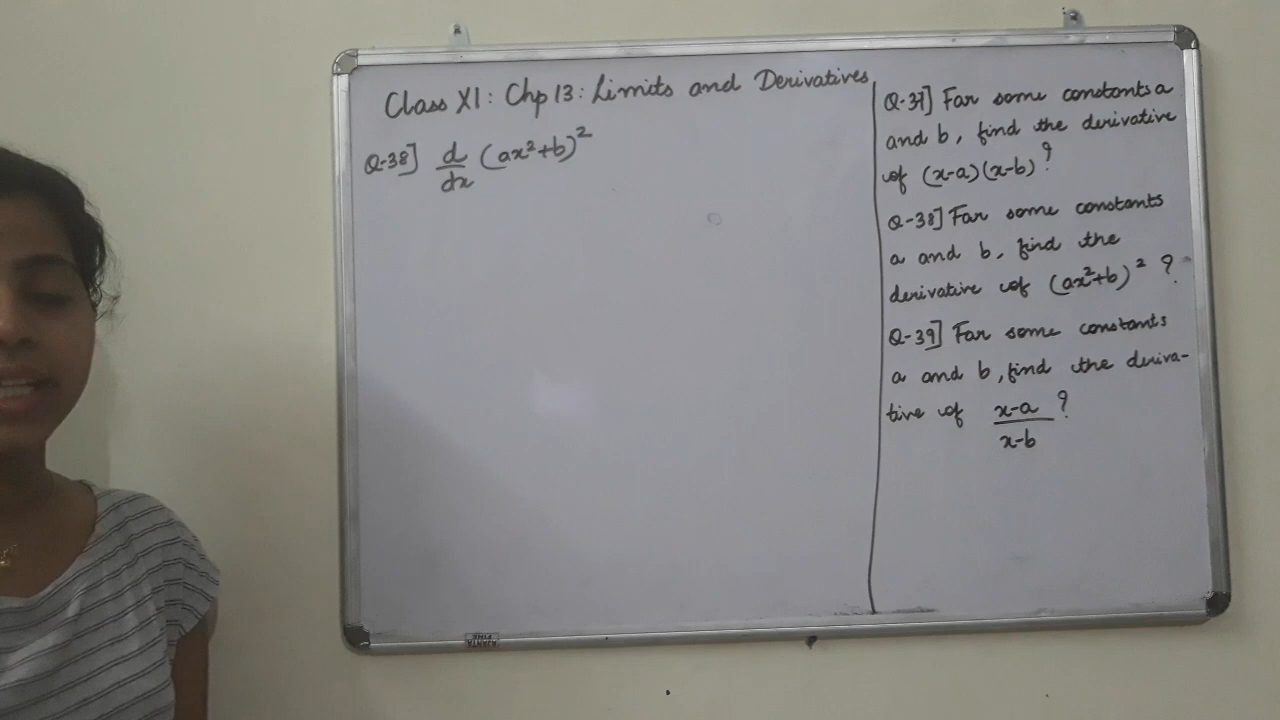 Class XI: Chp 13: Limits and Derivatives
Q-38] d/dx (ax²+b)²
Q-37] For some constants a
and b, find the derivative
of (x-a)(x-b)?
Q-38] For some constants
a and b, find the
derivative of (ax²+b)² ?
Q-39] For some constants
a and b, find the deriva-
tive of x-a/x-b ?
AJANTA